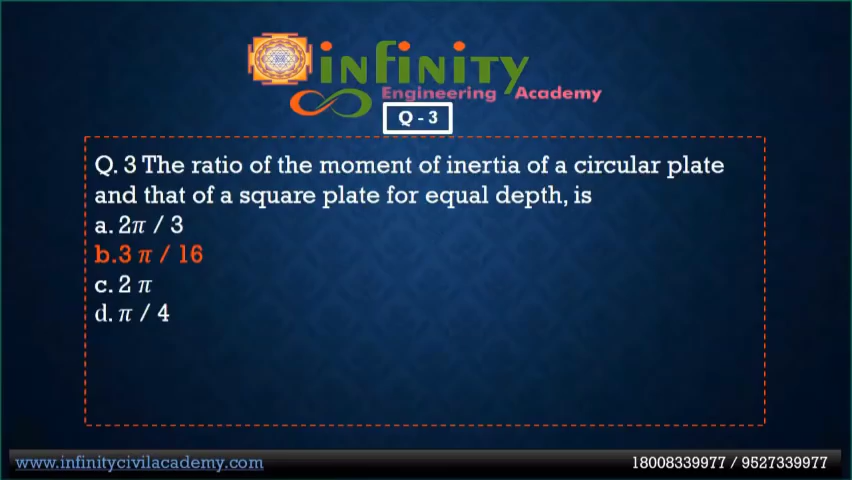 infinity
Engineering Academy
Q - 3
Q. 3 The ratio of the moment of inertia of a circular plate
and that of a square plate for equal depth, is
a. 2π / 3
b.3 π / 16
c. 2 π
d. π / 4
www.infinitycivilacademy.com
18008339977 / 9527339977